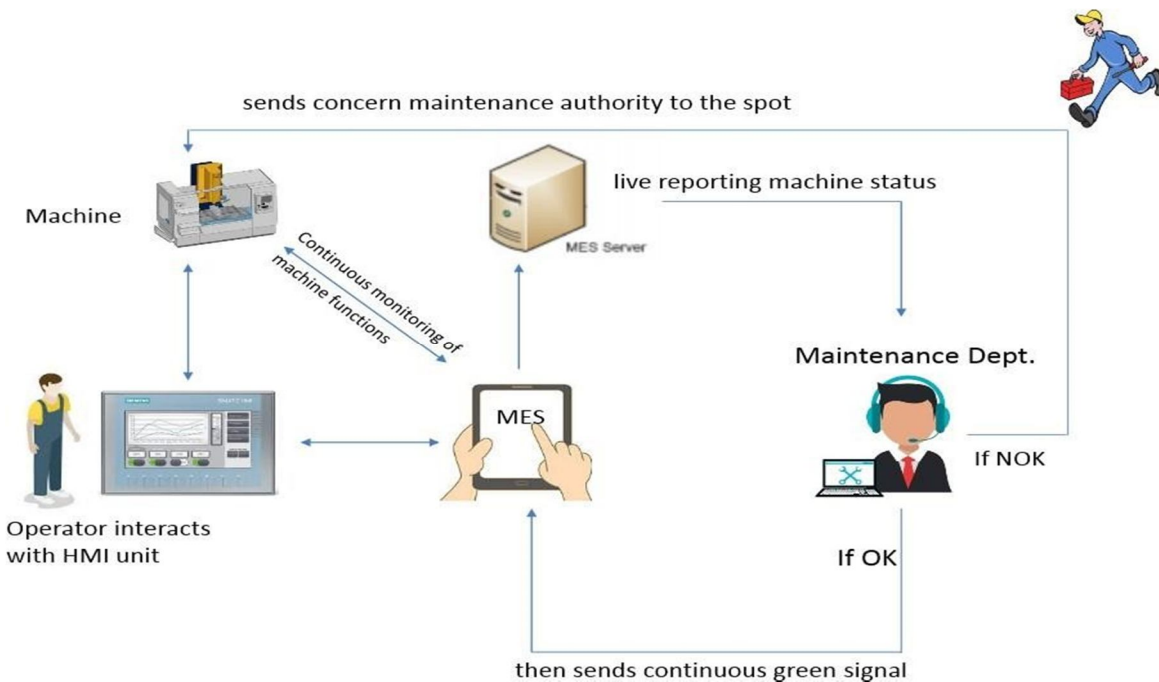 sends concern maintenance authority to the spot
live reporting machine status
Machine
MES Server
Continuous monitoring of
machine functions
Maintenance Dept.
SIEMENS
MES
If NOK
Operator interacts
with HMI unit
If OK
then sends continuous green signal